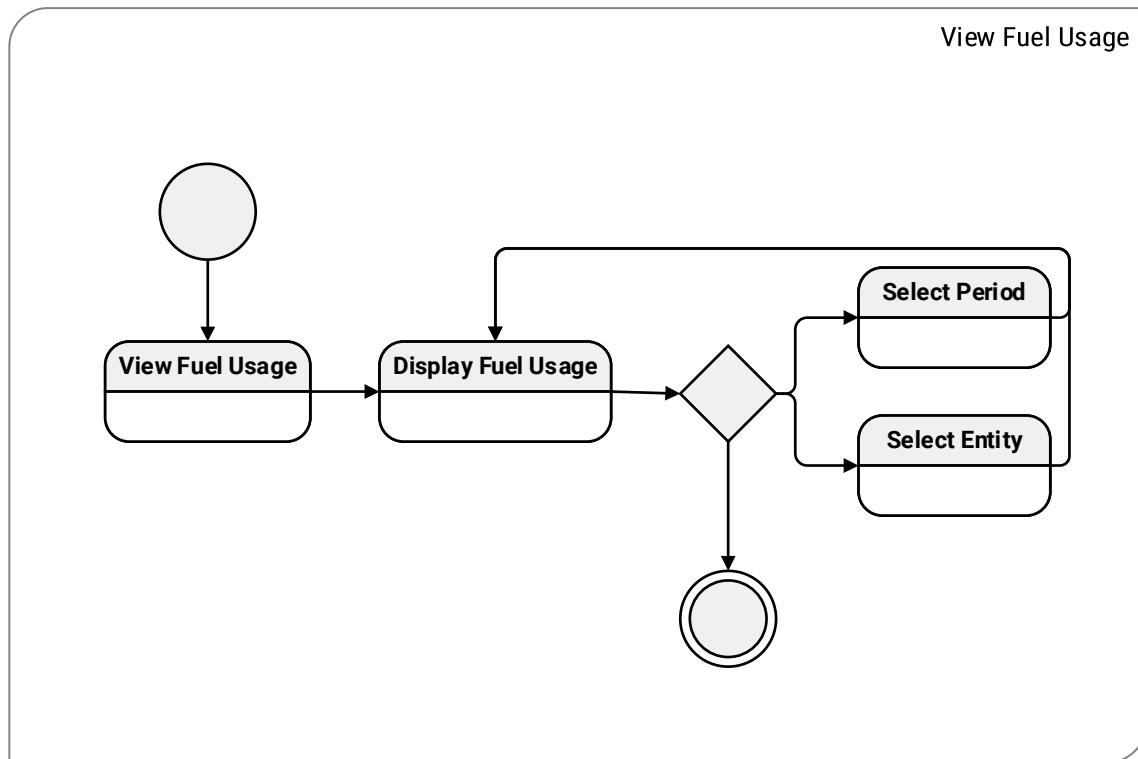 View Fuel Usage
View Fuel Usage
Display Fuel Usage
Select Period
Select Entity